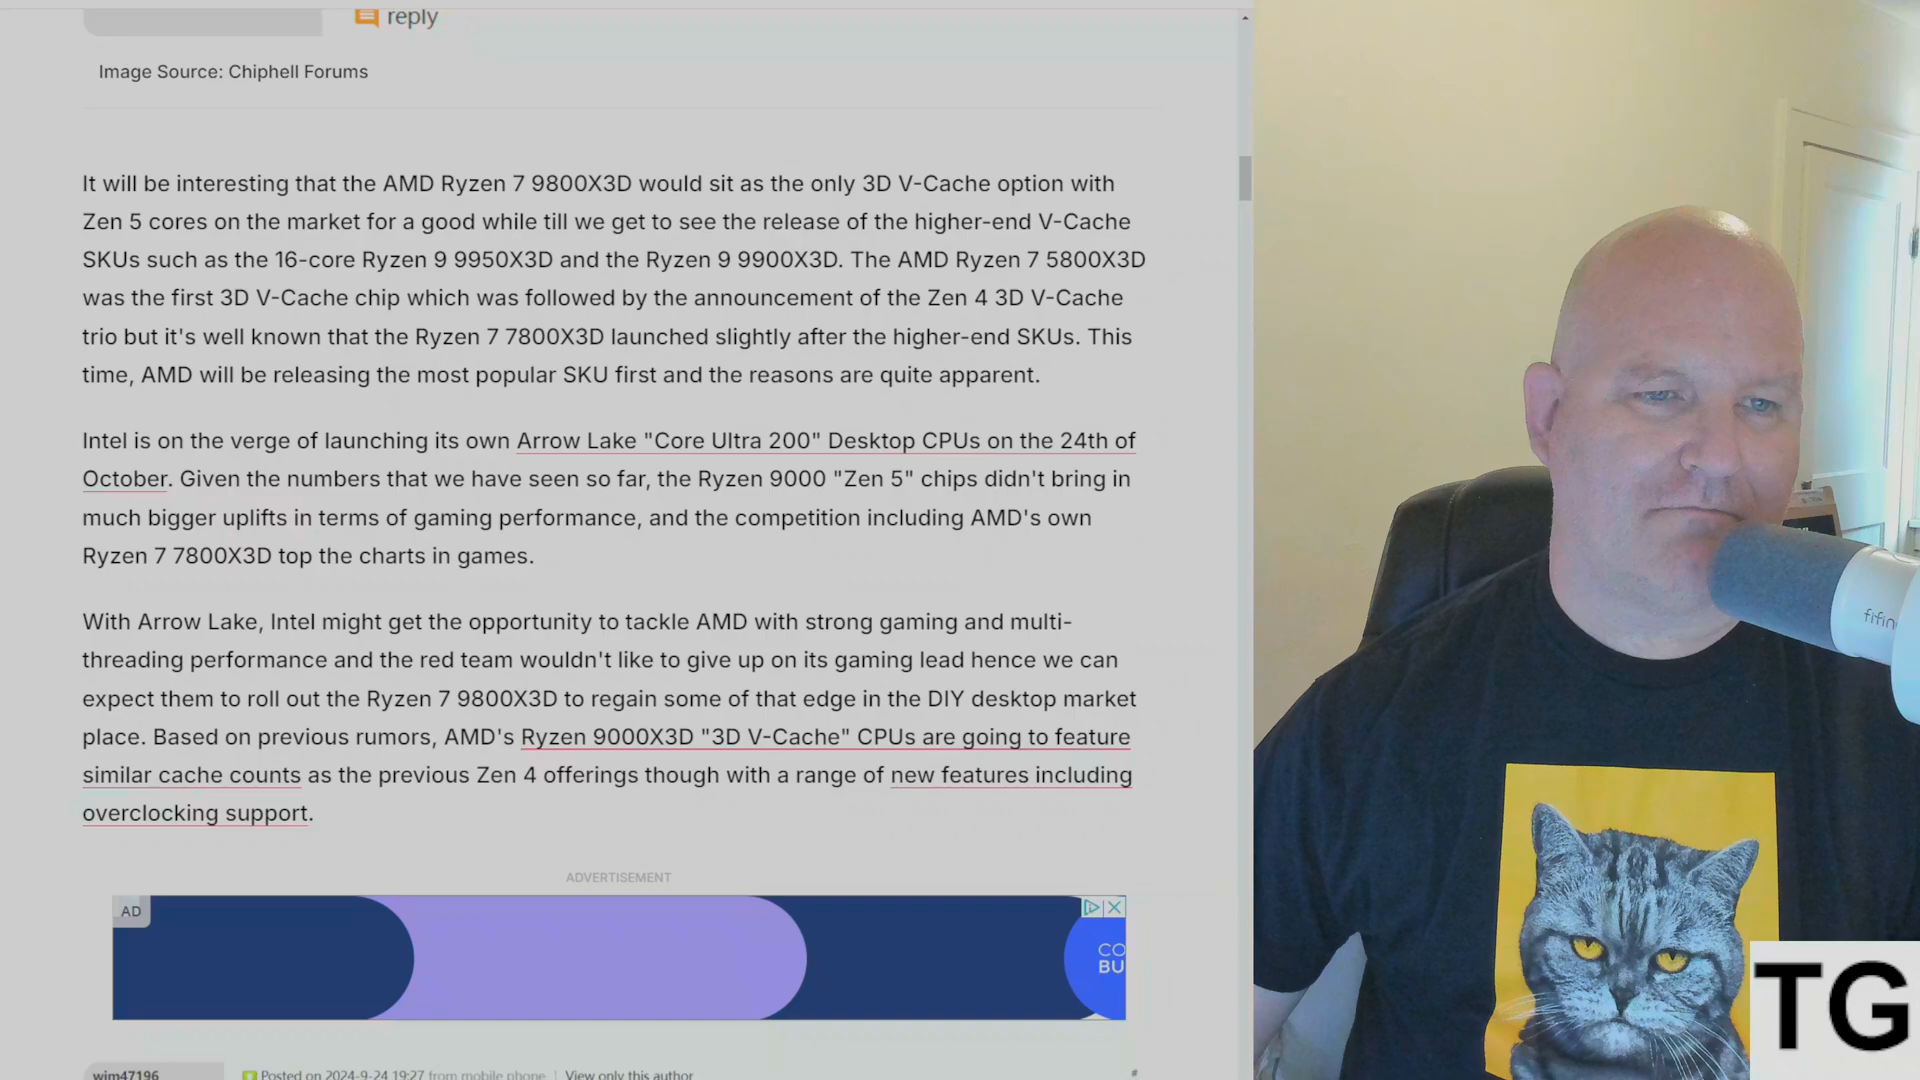 reply
Image Source: Chiphell Forums
It will be interesting that the AMD Ryzen 7 9800X3D would sit as the only 3D V-Cache option with
Zen 5 cores on the market for a good while till we get to see the release of the higher-end V-Cache
SKUs such as the 16-core Ryzen 9 9950X3D and the Ryzen 9 9900X3D. The AMD Ryzen 7 5800X3D
was the first 3D V-Cache chip which was followed by the announcement of the Zen 4 3D V-Cache
trio but it's well known that the Ryzen 7 7800X3D launched slightly after the higher-end SKUs. This
time, AMD will be releasing the most popular SKU first and the reasons are quite apparent.
Intel is on the verge of launching its own Arrow Lake "Core Ultra 200" Desktop CPUs on the 24th of
October. Given the numbers that we have seen so far, the Ryzen 9000 "Zen 5" chips didn't bring in
much bigger uplifts in terms of gaming performance, and the competition including AMD's own
Ryzen 7 7800X3D top the charts in games.
With Arrow Lake, Intel might get the opportunity to tackle AMD with strong gaming and multi-
threading performance and the red team wouldn't like to give up on its gaming lead hence we can
expect them to roll out the Ryzen 7 9800X3D to regain some of that edge in the DIY desktop market
place. Based on previous rumors, AMD's Ryzen 9000X3D "3D V-Cache" CPUs are going to feature
similar cache counts as the previous Zen 4 offerings though with a range of new features including
overclocking support.
ADVERTISEMENT
AD
CO
BU
wim47196 Posted on 2024-9-24 19:27 from mobile phone | View only this author #
fifin
TG